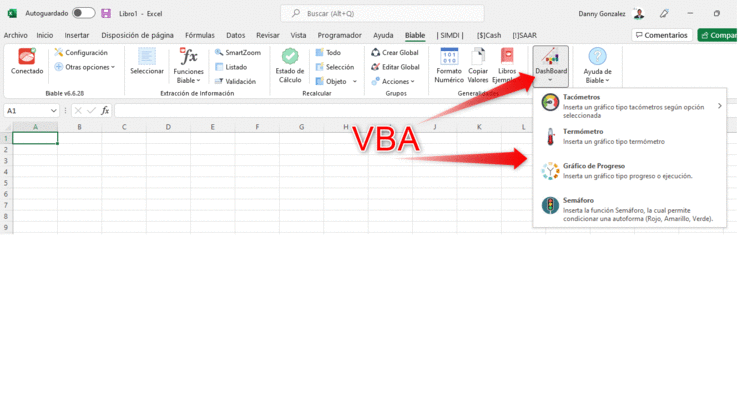 Autoguardado
Libro1 - Excel
Buscar (Alt+Q)
Danny Gonzalez
Archivo Inicio Insertar Disposición de página Fórmulas Datos Revisar Vista Programador Ayuda Biable | SIMDI | [$]Cash [!]SAAR
Comentarios
Compar
Conectado
Configuración
Otras opciones
Biable v6.6.28
Seleccionar
Funciones
Biable
SmartZoom
Listado
Validación
Extracción de Información
Estado de
Cálculo
Todo
Selección
Objeto
Recalcular
Crear Global
Editar Global
Acciones
Grupos
Formato
Numérico
Copiar
Valores
Libros
Ejemplo
DashBoard
Ayuda de
Biable
A1
fx
A B C D E F G H I J K L
1
2
3
4
5
6
7
8
9
VBA
Tacómetros
Inserta un gráfico tipo tacómetros según opción
seleccionada
Termómetro
Inserta un gráfico tipo termómetro
Gráfico de Progreso
Inserta un gráfico tipo progreso o ejecución.
Semáforo
Inserta la función Semáforo, la cual permite
condicionar una autoforma (Rojo, Amarillo, Verde).